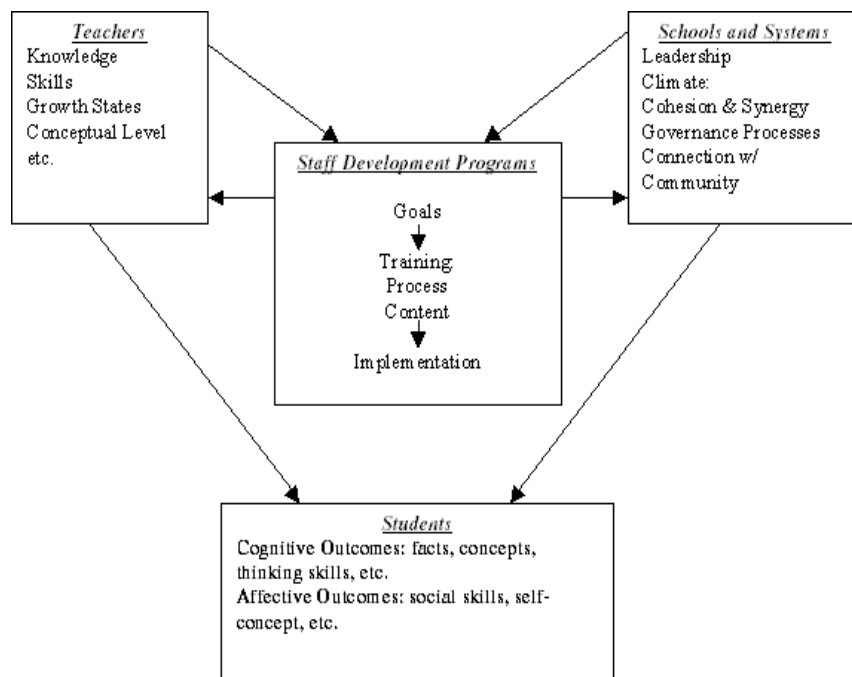 Teachers
Knowledge
Skills
Growth States
Conceptual Level
etc.
Schools and Systems
Leadership
Climate:
Cohesion & Synergy
Governance Processes
Connection w/
Community
Staff Development Programs
Goals
Training:
Process
Content
Implementation
Students
Cognitive Outcomes: facts, concepts,
thinking skills, etc.
Affective Outcomes: social skills, self-
concept, etc.